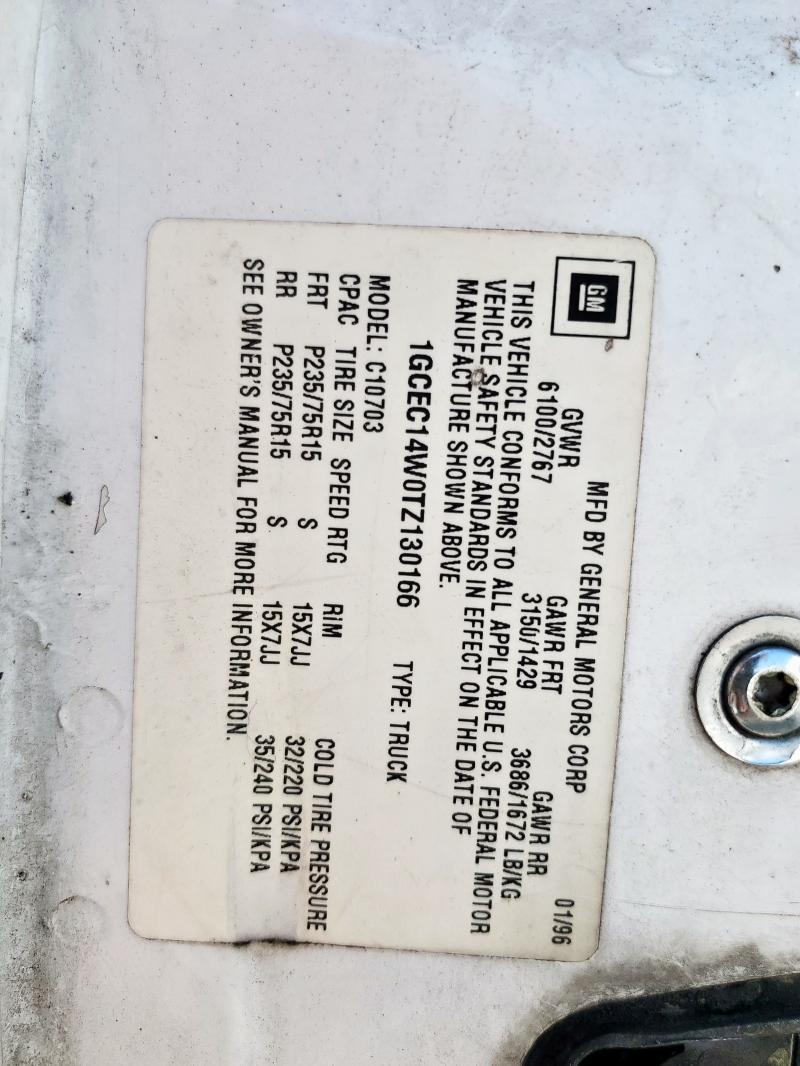 GM
MFD BY GENERAL MOTORS CORP 01/96
GVWR GAWR FRT GAWR RR
6100/2767 3150/1429 3686/1672 LB/KG
THIS VEHICLE CONFORMS TO ALL APPLICABLE U.S. FEDERAL MOTOR
VEHICLE SAFETY STANDARDS IN EFFECT ON THE DATE OF
MANUFACTURE SHOWN ABOVE.
1GCEC14W0TZ130166 TYPE: TRUCK
MODEL: C10703
CPAC TIRE SIZE SPEED RTG RIM COLD TIRE PRESSURE
FRT P235/75R15 S 15X7JJ 32/220 PSI/KPA
RR P235/75R15 S 15X7JJ 35/240 PSI/KPA
SEE OWNER'S MANUAL FOR MORE INFORMATION.